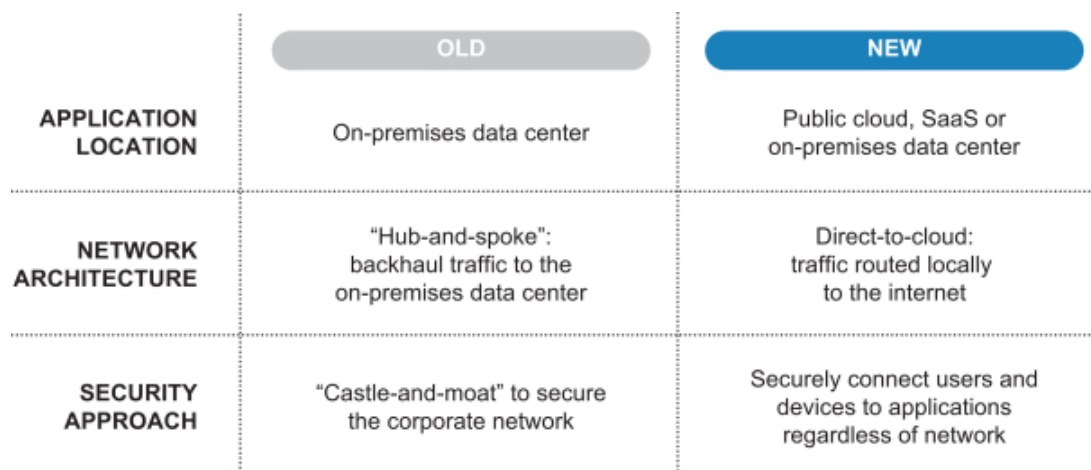 OLD
NEW
APPLICATION
LOCATION
On-premises data center
Public cloud, SaaS or
on-premises data center
NETWORK
ARCHITECTURE
“Hub-and-spoke”:
backhaul traffic to the
on-premises data center
Direct-to-cloud:
traffic routed locally
to the internet
SECURITY
APPROACH
“Castle-and-moat” to secure
the corporate network
Securely connect users and
devices to applications
regardless of network